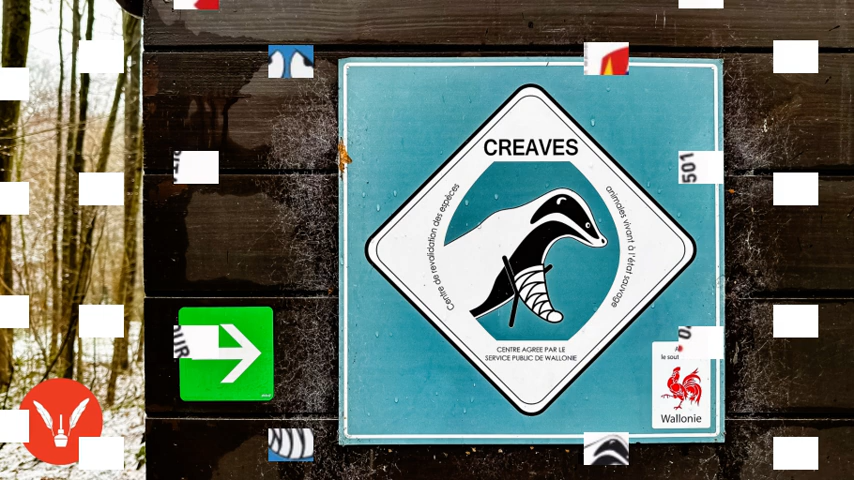 CREAVES
Centre de revalidation des espèces
animales vivant à l'état sauvage
CENTRE AGREE PAR LE
SERVICE PUBLIC DE WALLONIE
501
le sout
Wallonie